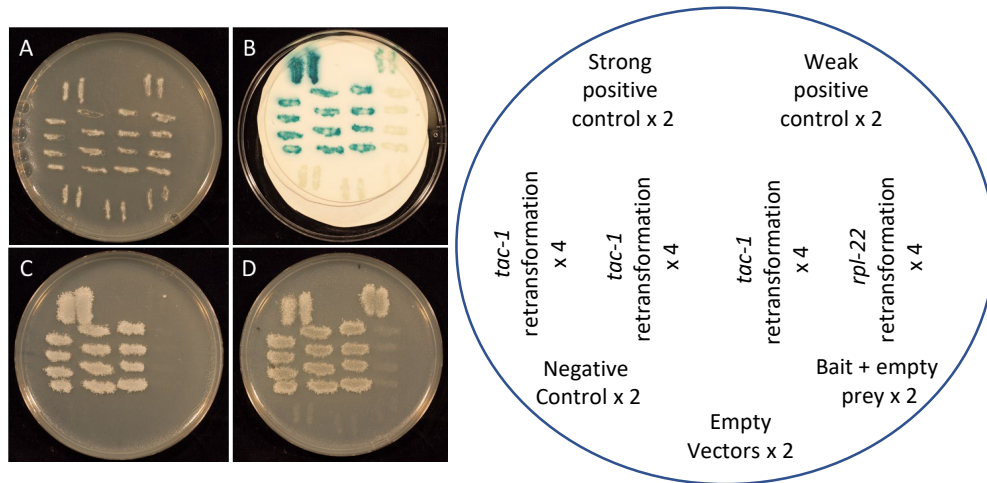 A
B
C
D
Strong
positive
control x 2
Weak
positive
control x 2
tac-1
retransformation
x 4
tac-1
retransformation
x 4
tac-1
retransformation
x 4
rpl-22
retransformation
x 4
Negative
Control x 2
Empty
Vectors x 2
Bait + empty
prey x 2